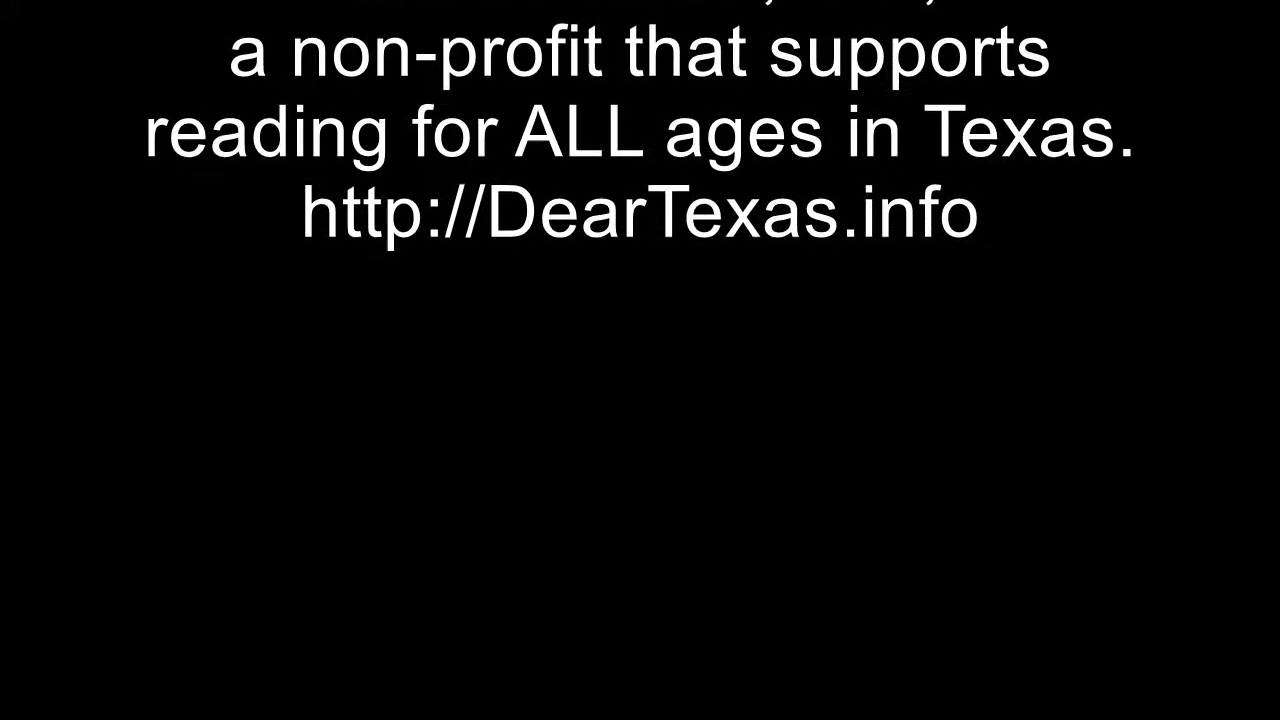 a non-profit that supports
reading for ALL ages in Texas.
http://DearTexas.info